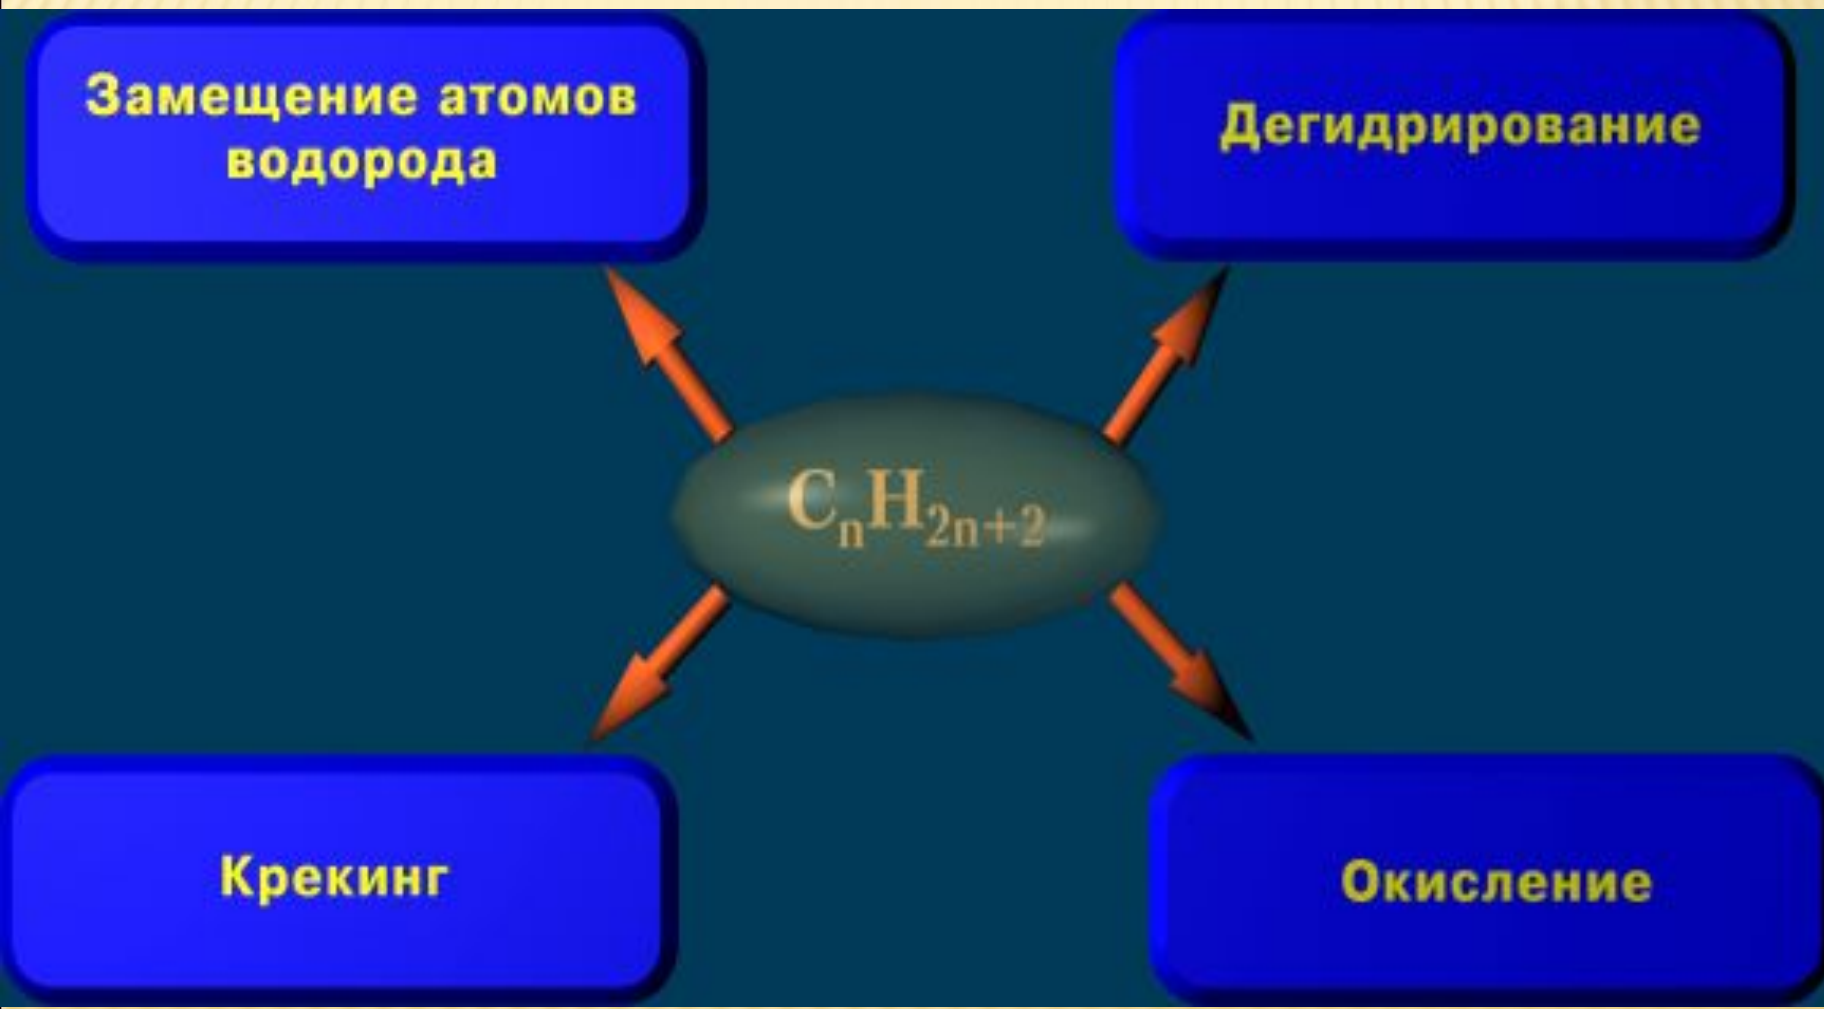 Замещение атомов
водорода
Дегидрирование
CₙH₂ₙ₊₂
Крекинг
Окисление